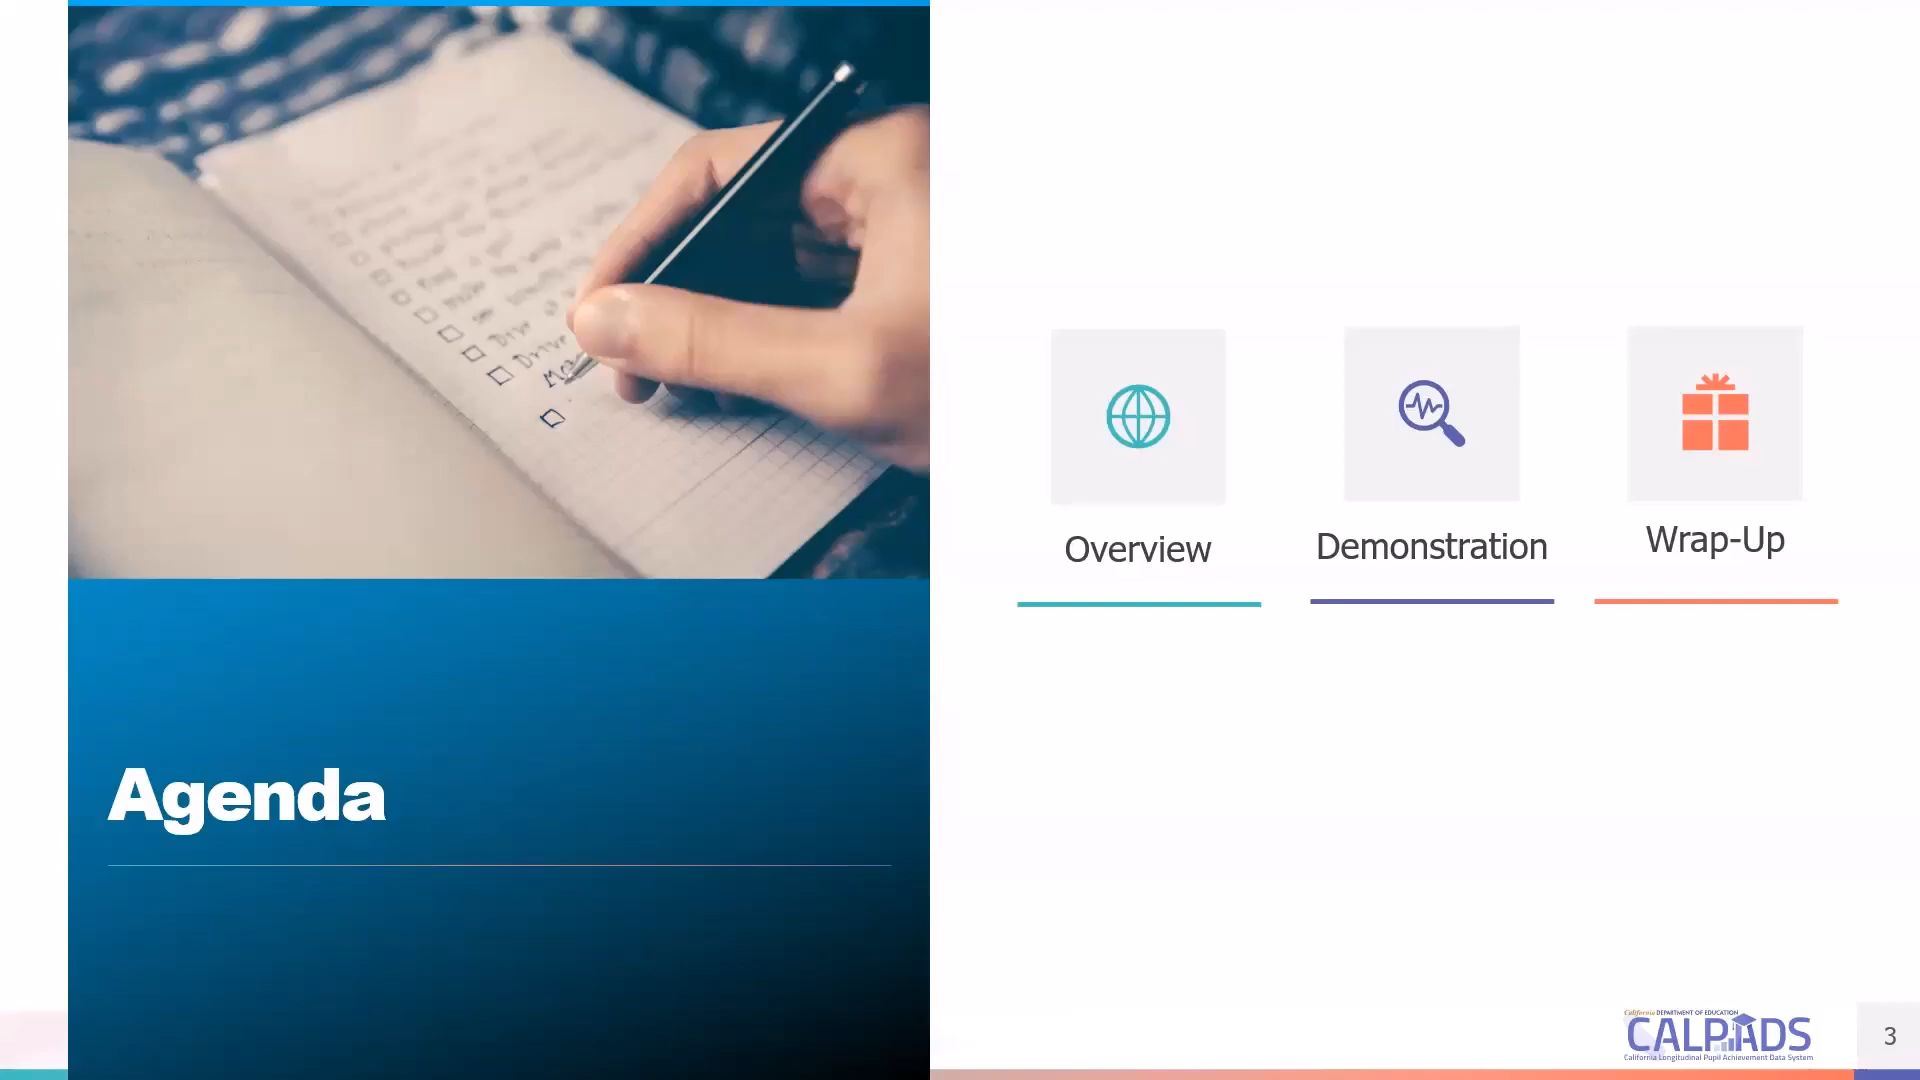 Agenda
Overview
Demonstration
Wrap-Up
California DEPARTMENT OF EDUCATION
CALPADS
California Longitudinal Pupil Achievement Data System
3